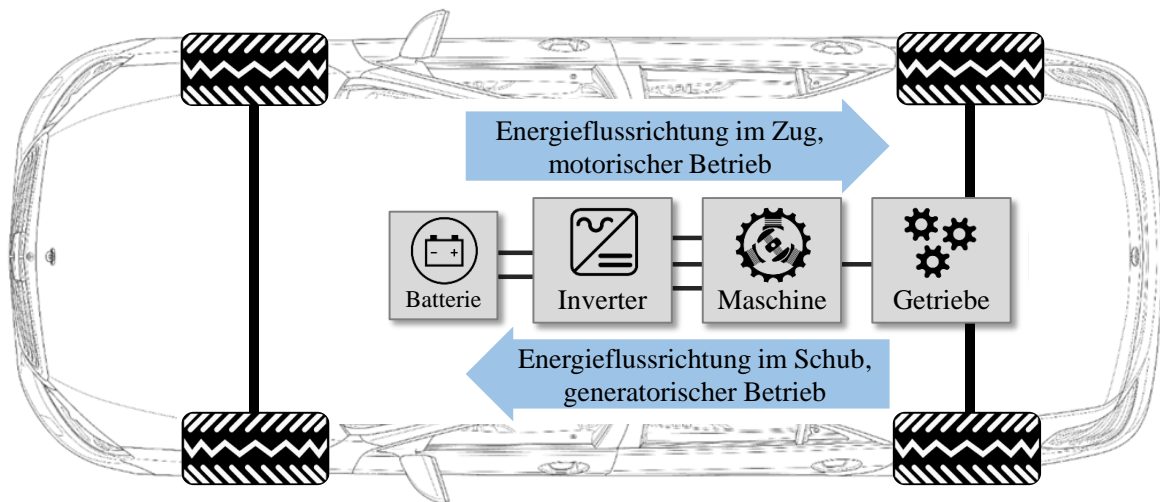 Energieflussrichtung im Zug,
motorischer Betrieb
Batterie
Inverter
Maschine
Getriebe
Energieflussrichtung im Schub,
generatorischer Betrieb